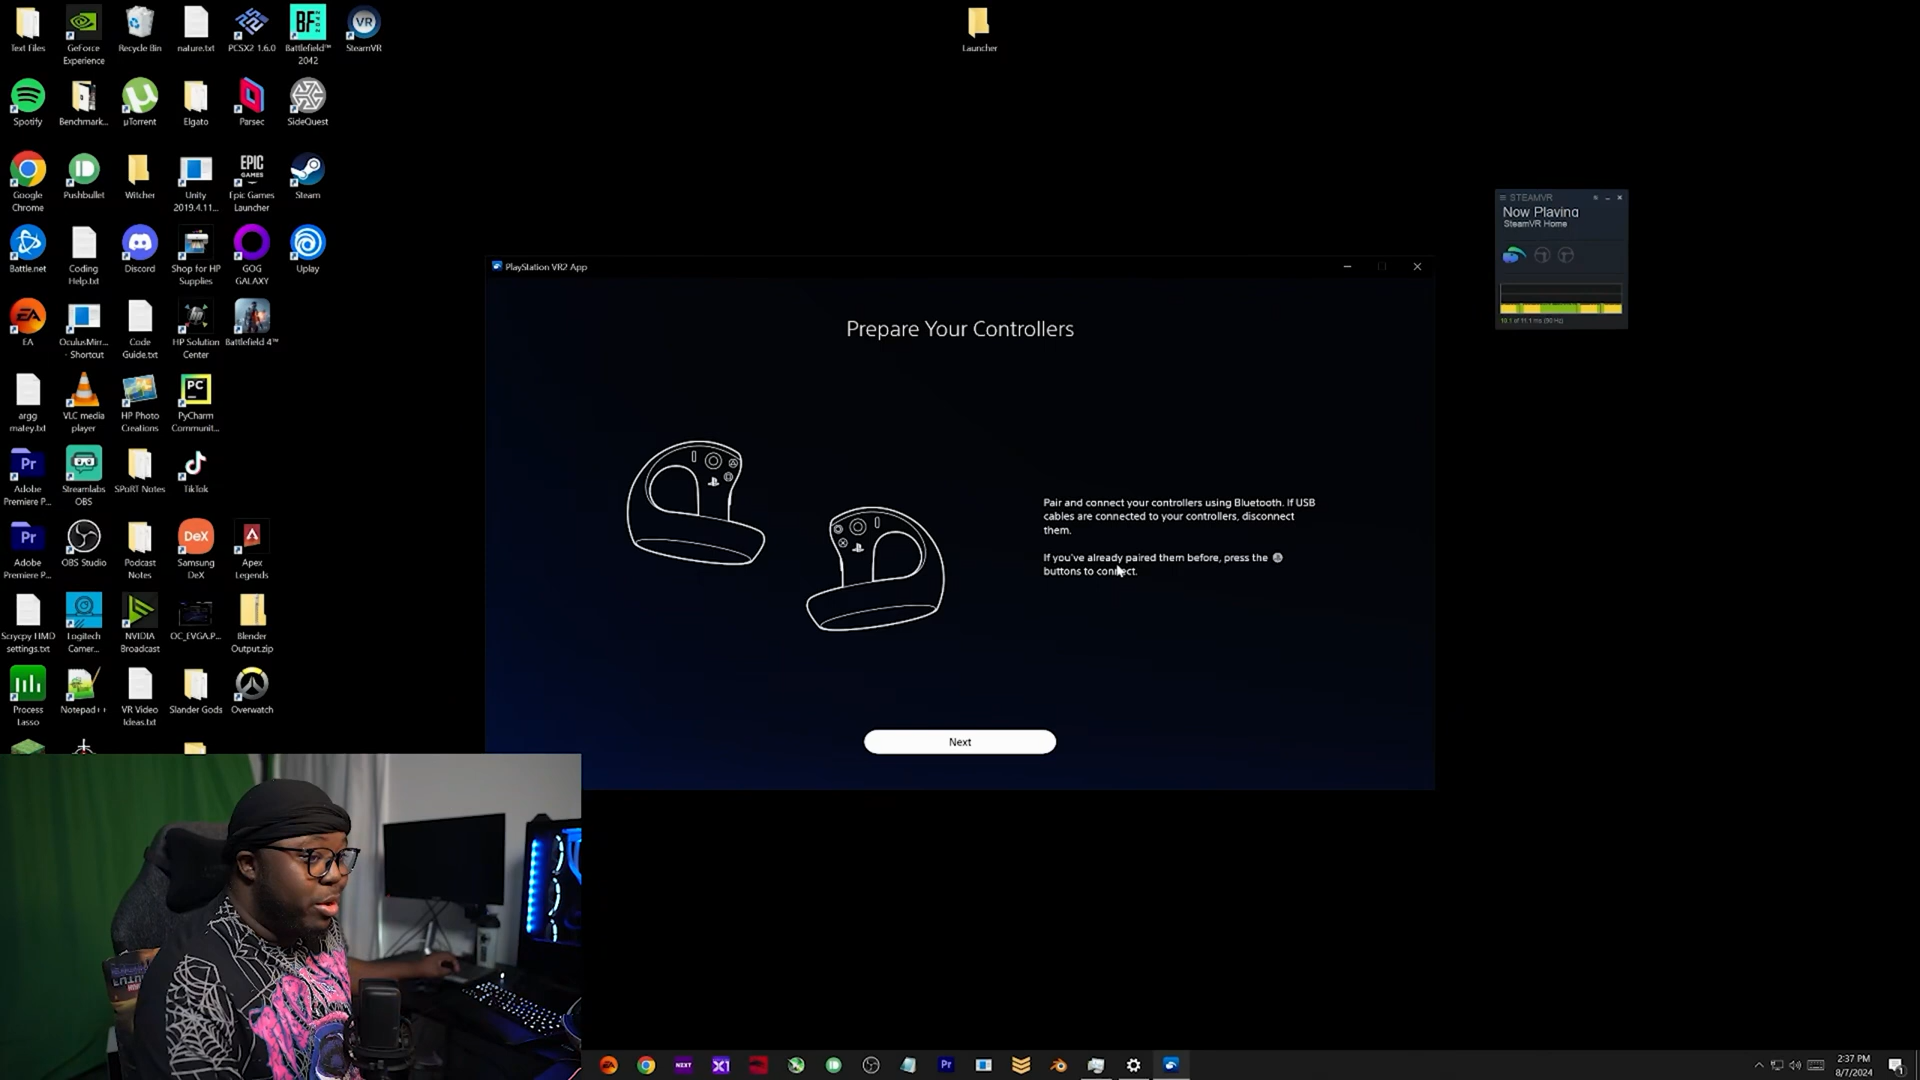 Text Files
GeForce
Experience
Recycle Bin
nature.txt
PCSX2 1.6.0
Battlefield™
2042
SteamVR
Launcher
Spotify
Benchmark...
µTorrent
Elgato
Parsec
SideQuest
Google
Chrome
Pushbullet
Witcher
Unity
2019.4.11...
Epic Games
Launcher
Steam
Battle.net
Coding
Help.txt
Discord
Shop for HP
Supplies
GOG
GALAXY
Uplay
EA
OculusMirr...
- Shortcut
Code
Guide.txt
HP Solution
Center
Battlefield 4™
argg
matey.txt
VLC media
player
HP Photo
Creations
PyCharm
Communit...
Adobe
Premiere P...
Streamlabs
OBS
SPoRT Notes
TikTok
Adobe
Premiere P...
OBS Studio
Podcast
Notes
Samsung
DeX
Apex
Legends
Scrycpy HMD
settings.txt
Logitech
Camer...
NVIDIA
Broadcast
OC_EVGA.P...
Blender
Output.zip
Process
Lasso
Notepad++
VR Video
Ideas.txt
Slander Gods
Overwatch
PlayStation VR2 App
Prepare Your Controllers
Pair and connect your controllers using Bluetooth. If USB
cables are connected to your controllers, disconnect
them.
If you've already paired them before, press the
buttons to connect.
Next
STEAMVR
Now Playing
SteamVR Home
2:37 PM
8/7/2024